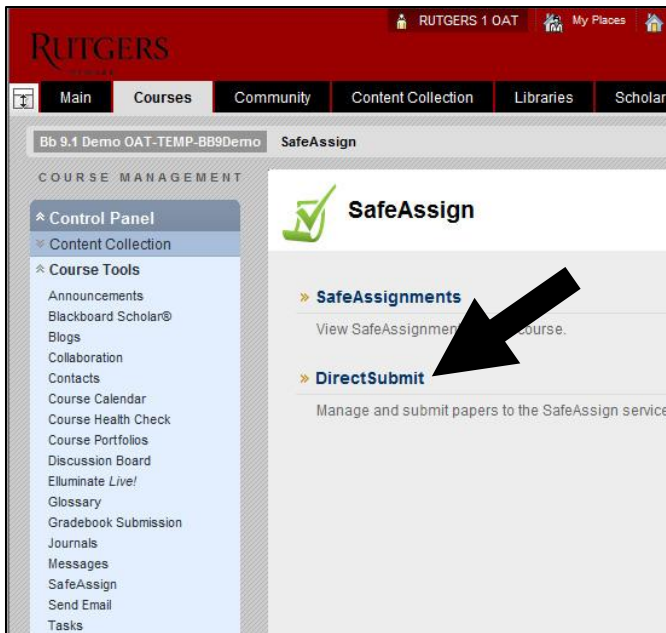 RUTGERS 1 OAT
My Places
RUTGERS
NEWARK
Main
Courses
Community
Content Collection
Libraries
Scholar
Bb 9.1 Demo OAT-TEMP-BB9Demo
SafeAssign
COURSE MANAGEMENT
Control Panel
Content Collection
Course Tools
Announcements
Blackboard Scholar®
Blogs
Collaboration
Contacts
Course Calendar
Course Health Check
Course Portfolios
Discussion Board
Elluminate Live!
Glossary
Gradebook Submission
Journals
Messages
SafeAssign
Send Email
Tasks
SafeAssign
» SafeAssignments
View SafeAssignmen course.
» DirectSubmit
Manage and submit papers to the SafeAssign service